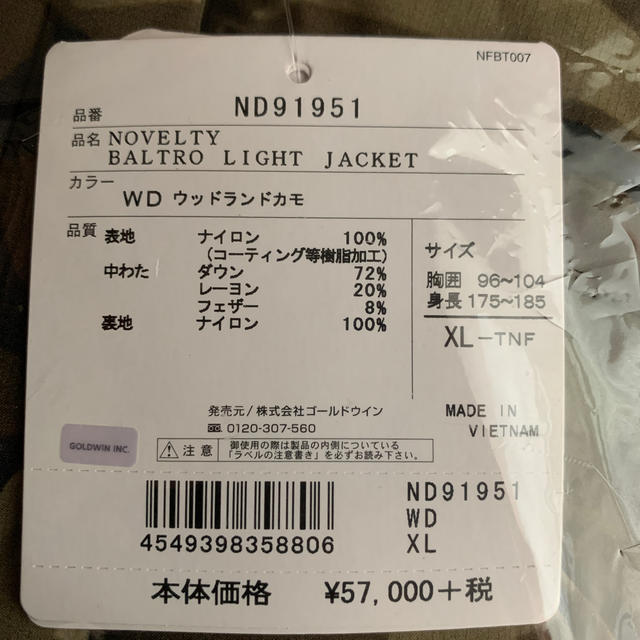 NFBT007
品番 ND91951
品名 NOVELTY
BALTRO LIGHT JACKET
カラー
WD ウッドランドカモ
品質 表地 ナイロン 100%
(コーティング等樹脂加工)
中わた ダウン 72%
レーヨン 20%
フェザー 8%
裏地 ナイロン 100%
サイズ
胸囲 96~104
身長 175~185
XL-TNF
発売元/株式会社ゴールドウイン
0120-307-560
MADE IN
VIETNAM
GOLDWIN INC.
注意 御使用の際は製品の内側についている
「ラベルの注意書き」を必ずお読み下さい。
ND91951
WD
XL
4549398358806
本体価格 ¥57,000+税